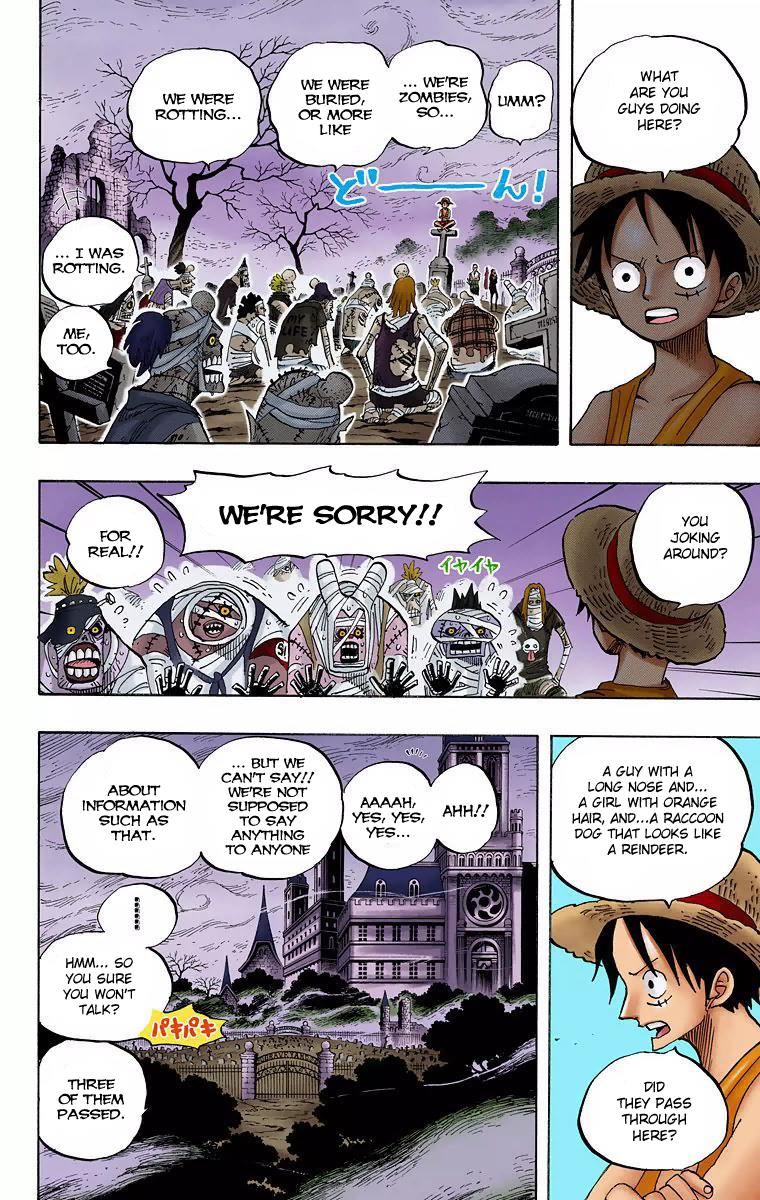 WHAT
ARE YOU
GUYS DOING
HERE?
UMM?
... WE'RE
ZOMBIES,
SO...
WE WERE
BURIED,
OR MORE
LIKE
WE WERE
ROTTING...
どーん!
... I WAS
ROTTING.
ME,
TOO.
MY
LIFE
YOU
JOKING
AROUND?
WE'RE SORRY!!
イヤイヤ
FOR
REAL!!
A GUY WITH A
LONG NOSE AND...
A GIRL WITH ORANGE
HAIR, AND...A RACCOON
DOG THAT LOOKS LIKE
A REINDEER.
DID
THEY PASS
THROUGH
HERE?
AHH!!
AAAAH,
YES, YES,
YES...
... BUT WE
CAN'T SAY!!
WE'RE NOT
SUPPOSED
TO SAY
ANYTHING
TO ANYONE
ABOUT
INFORMATION
SUCH AS
THAT.
HMM... SO
YOU SURE
YOU WON'T
TALK?
パキパキ
THREE
OF THEM
PASSED.